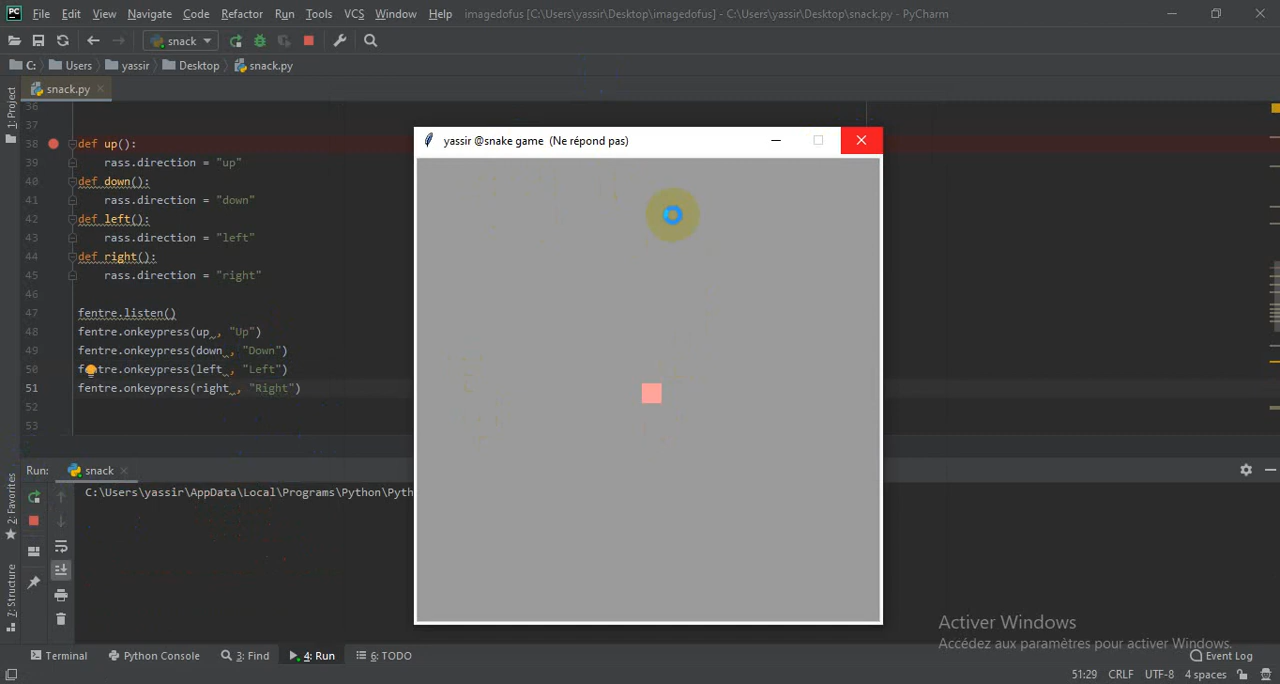 File Edit View Navigate Code Refactor Run Tools VCS Window Help imagedofus [C:\Users\yassir\Desktop\imagedofus] - C:\Users\yassir\Desktop\snack.py - PyCharm
snack
C: Users yassir Desktop snack.py
1: Project
snack.py
36
37
38 def up():
39 rass.direction = "up"
40 def down():
41 rass.direction = "down"
42 def left():
43 rass.direction = "left"
44 def right():
45 rass.direction = "right"
46
47 fentre.listen()
48 fentre.onkeypress(up , "Up")
49 fentre.onkeypress(down , "Down")
50 fentre.onkeypress(left , "Left")
51 fentre.onkeypress(right , "Right")
52
53
yassir @snake game (Ne répond pas)
2: Favorites
7: Structure
Run: snack
C:\Users\yassir\AppData\Local\Programs\Python\Pyth
Activer Windows
Accédez aux paramètres pour activer Windows.
Terminal Python Console 3: Find 4: Run 6: TODO Event Log
51:29 CRLF UTF-8 4 spaces